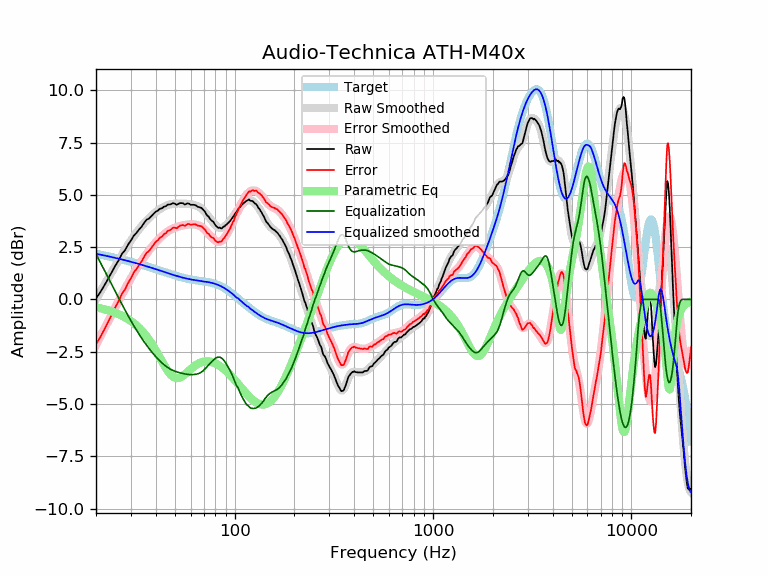 Audio-Technica ATH-M40x
10.0
7.5
5.0
2.5
0.0
−2.5
−5.0
−7.5
−10.0
Amplitude (dBr)
Target
Raw Smoothed
Error Smoothed
Raw
Error
Parametric Eq
Equalization
Equalized smoothed
100
1000
10000
Frequency (Hz)